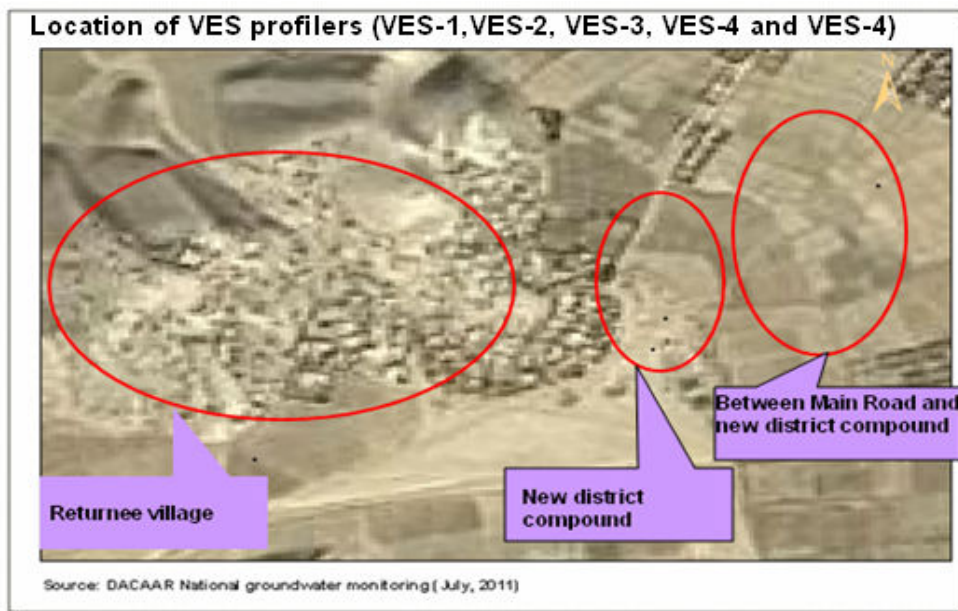 Location of VES profilers (VES-1,VES-2, VES-3, VES-4 and VES-4)
N
Between Main Road and
new district compound
New district
compound
Returnee village
Source: DACAAR National groundwater monitoring ( July, 2011)